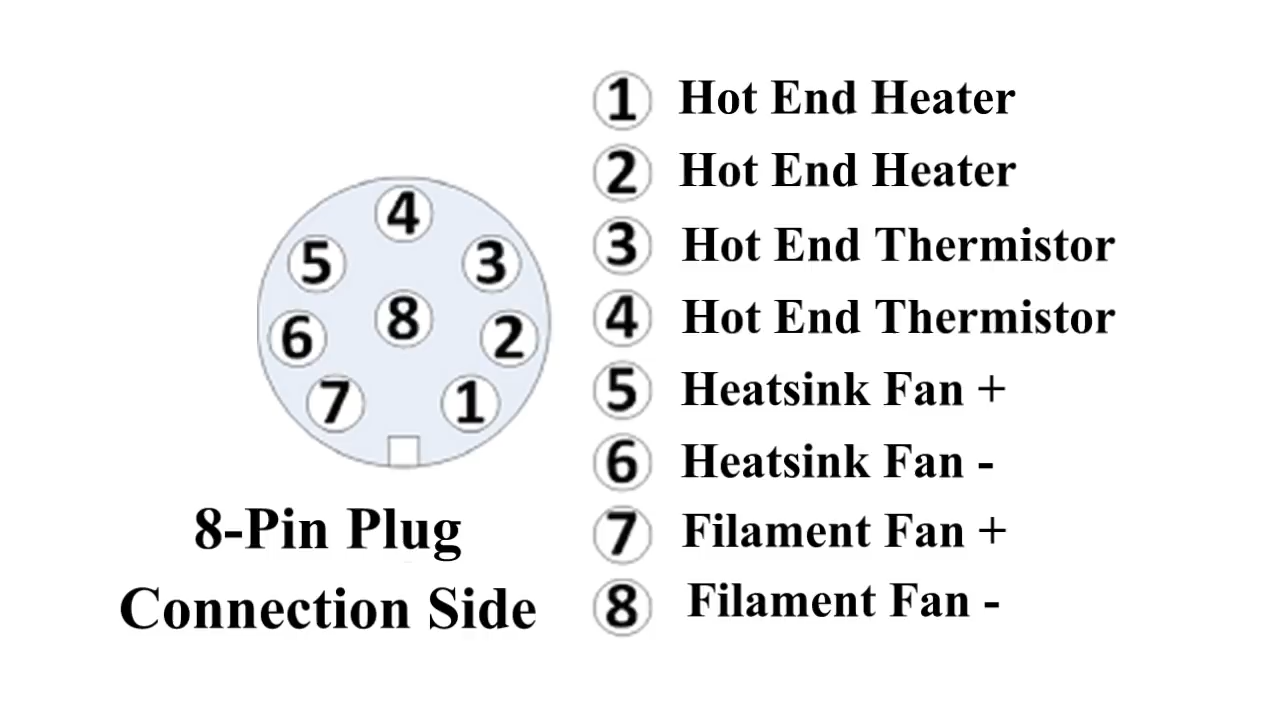 4
5
3
8
6
2
7
1
8-Pin Plug
Connection Side
1 Hot End Heater
2 Hot End Heater
3 Hot End Thermistor
4 Hot End Thermistor
5 Heatsink Fan +
6 Heatsink Fan -
7 Filament Fan +
8 Filament Fan -